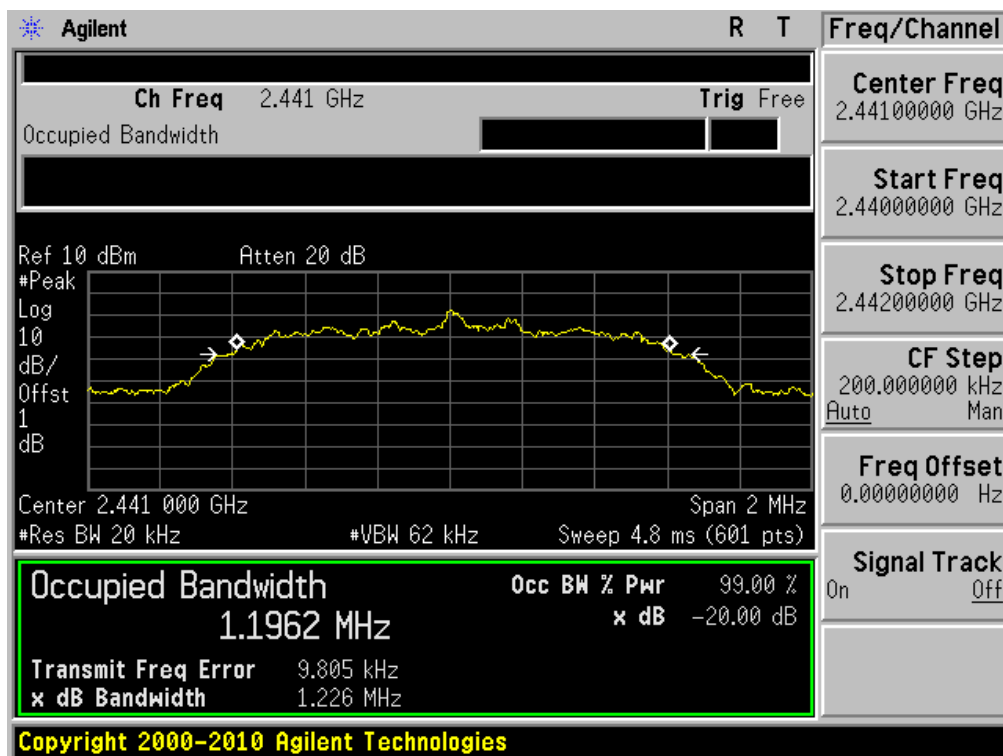 Agilent
R T
Freq/Channel
Ch Freq 2.441 GHz
Trig Free
Occupied Bandwidth
Center Freq
2.44100000 GHz
Start Freq
2.44000000 GHz
Stop Freq
2.44200000 GHz
CF Step
200.000000 kHz
Auto Man
Freq Offset
0.00000000 Hz
Signal Track
On Off
Ref 10 dBm Atten 20 dB
#Peak
Log
10
dB/
Offst
1
dB
Center 2.441 000 GHz Span 2 MHz
#Res BW 20 kHz #VBW 62 kHz Sweep 4.8 ms (601 pts)
Occupied Bandwidth
1.1962 MHz
Occ BW % Pwr 99.00 %
x dB -20.00 dB
Transmit Freq Error 9.805 kHz
x dB Bandwidth 1.226 MHz
Copyright 2000-2010 Agilent Technologies